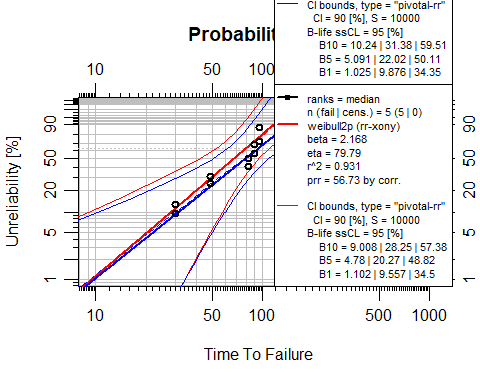 Probabilit
CI bounds, type = "pivotal-rr"
CI = 90 [%], S = 10000
B-life ssCL = 95 [%]
B10 = 10.24 | 31.38 | 59.51
B5 = 5.091 | 22.02 | 50.11
B1 = 1.025 | 9.876 | 34.35
10 50 100
ranks = median
n (fail | cens.) = 5 (5 | 0)
weibull2p (rr-xony)
beta = 2.168
eta = 79.79
r^2 = 0.931
prr = 56.73 by corr.
CI bounds, type = "pivotal-rr"
CI = 90 [%], S = 10000
B-life ssCL = 95 [%]
B10 = 9.008 | 28.25 | 57.38
B5 = 4.78 | 20.27 | 48.82
B1 = 1.102 | 9.557 | 34.5
Unreliability [%]
90 90
50 50
20 20
5 5
1 1
10 50 100 500 1000
Time To Failure